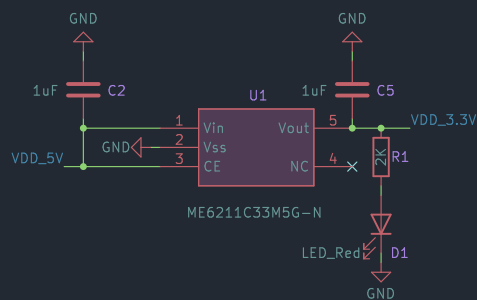 GND
GND
1uF C2
1uF C5
U1
1 Vin
Vout 5
VDD_3.3V
GND 2 Vss
2K R1
VDD_5V
3 CE
NC 4
ME6211C33M5G-N
LED_Red D1
GND